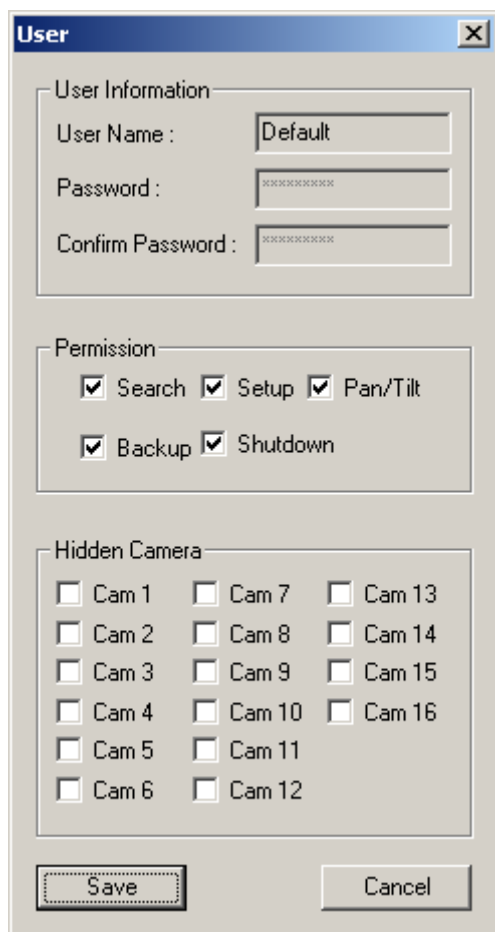 User
User Information
User Name : Default
Password : *********
Confirm Password : *********
Permission
Search Setup Pan/Tilt
Backup Shutdown
Hidden Camera
Cam 1 Cam 7 Cam 13
Cam 2 Cam 8 Cam 14
Cam 3 Cam 9 Cam 15
Cam 4 Cam 10 Cam 16
Cam 5 Cam 11
Cam 6 Cam 12
Save Cancel